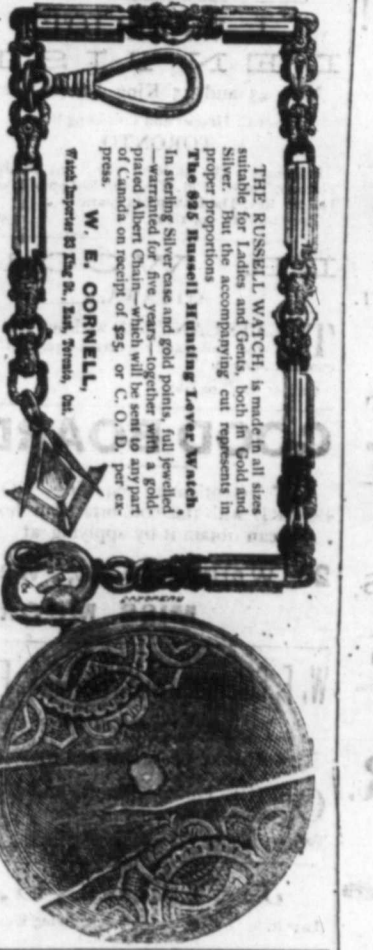 THE RUSSELL WATCH, is made in all sizes
suitable for Ladies and Gents, both in Gold and
Silver. But the accompanying cut represents in
proper proportions
The $25 Russell Hunting Lever Watch,
In sterling Silver case and gold points, full jewelled
—warranted for five years—together with a gold-
plated Albert Chain—which will be sent to any part
of Canada on receipt of $25, or C. O. D. per ex-
press.
W. E. CORNELL,
Watch Importer 83 King St., East, Toronto, Ont.